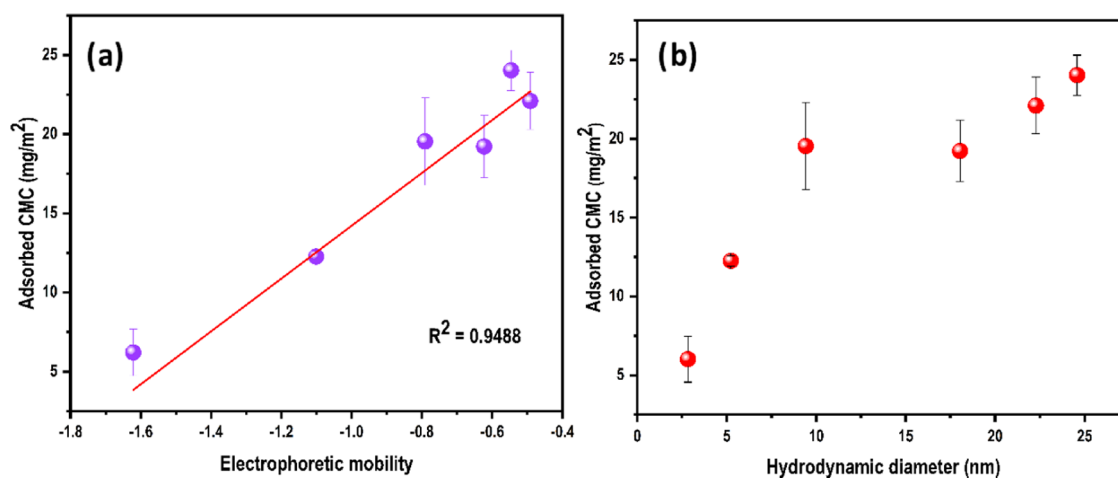 (a)
Adsorbed CMC (mg/m²)
25
20
15
10
5
R² = 0.9488
-1.8 -1.6 -1.4 -1.2 -1.0 -0.8 -0.6 -0.4
Electrophoretic mobility
(b)
Adsorbed CMC (mg/m²)
25
20
15
10
5
0 5 10 15 20 25
Hydrodynamic diameter (nm)